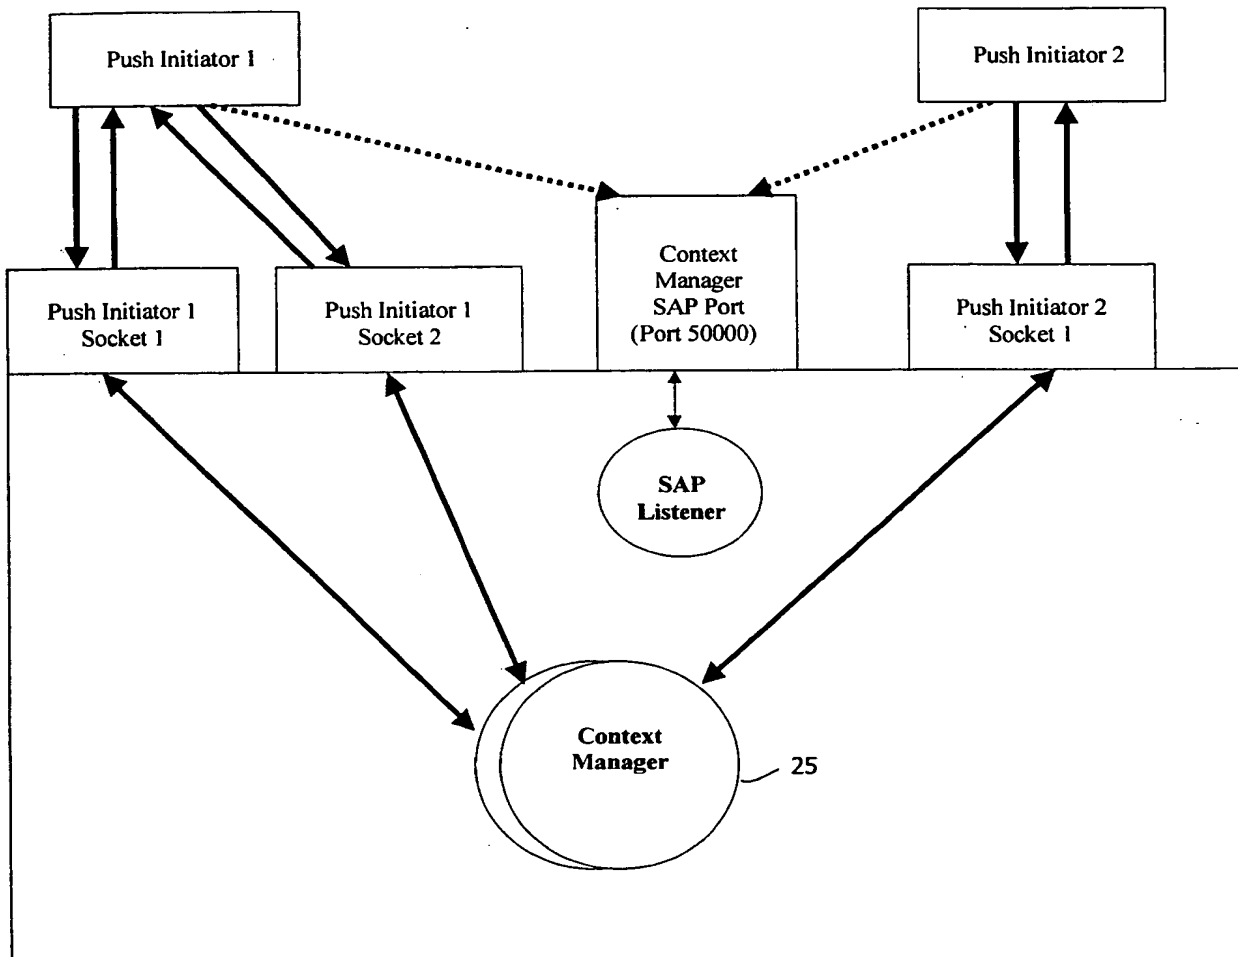 Push Initiator 1
Push Initiator 2
Push Initiator 1
Socket 1
Push Initiator 1
Socket 2
Context
Manager
SAP Port
(Port 50000)
Push Initiator 2
Socket 1
SAP
Listener
Context
Manager
25